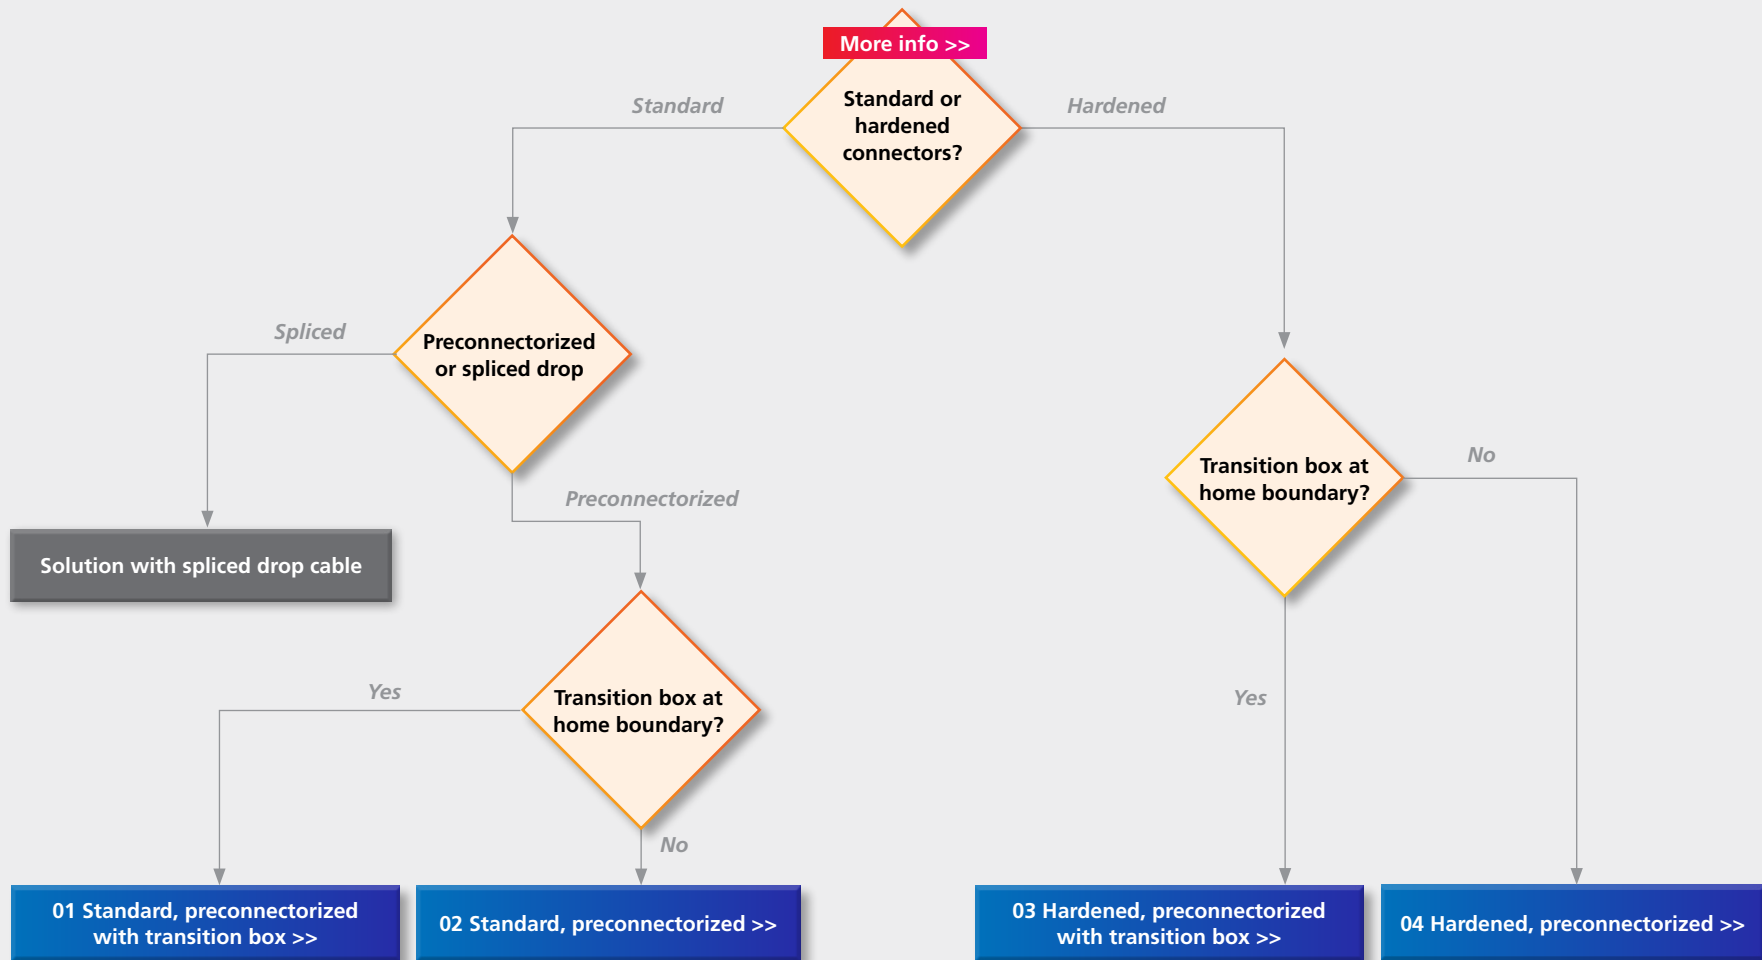 More info >>
Standard or
hardened
connectors?
Standard
Hardened
Spliced
Preconnectorized
or spliced drop
Preconnectorized
Transition box at
home boundary?
No
Solution with spliced drop cable
Yes
Transition box at
home boundary?
Yes
No
01 Standard, preconnectorized
with transition box >>
02 Standard, preconnectorized >>
03 Hardened, preconnectorized
with transition box >>
04 Hardened, preconnectorized >>